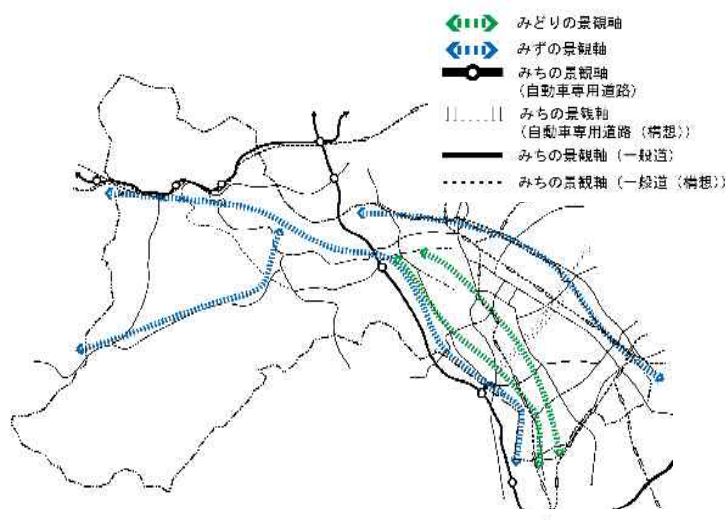 みどりの景観軸
みずの景観軸
みちの景観軸
(自動車専用道路)
みちの景観軸
(自動車専用道路(構想))
みちの景観軸(一般道)
みちの景観軸(一般道(構想))